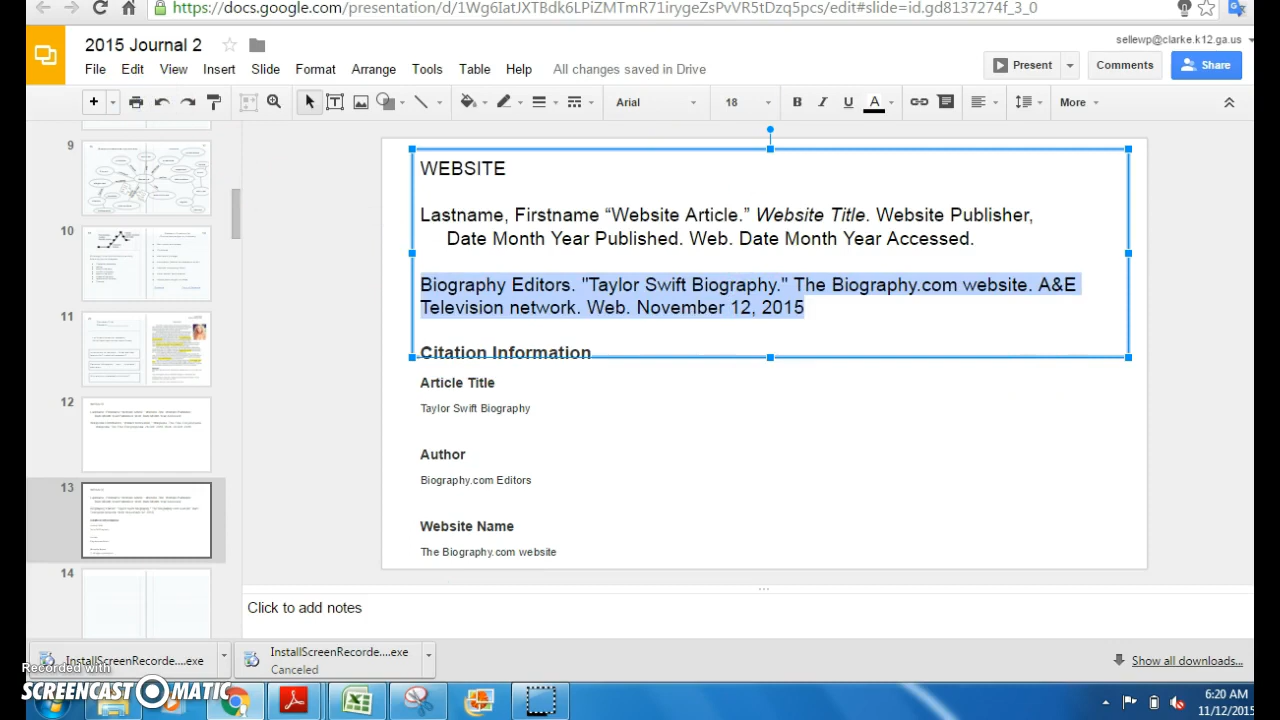 https://docs.google.com/presentation/d/1Wg6IatJXTBdk6LPiZMTmR71irygeZsPvVR5tDzq5pcs/edit#slide=id.gd8137274f_3_0
2015 Journal 2
sellewp@clarke.k12.ga.us
File Edit View Insert Slide Format Arrange Tools Table Help All changes saved in Drive
Present Comments Share
Arial 18 B I U A More
9
10
11
12
13
14
WEBSITE
Lastname, Firstname “Website Article.” Website Title. Website Publisher,
Date Month Year Published. Web. Date Month Year Accessed.
Biography Editors. "Taylor Swift Biography." The Biography.com website. A&E
Television network. Web. November 12, 2015
Citation Information
Article Title
Taylor Swift Biography
Author
Biography.com Editors
Website Name
The Biography.com website
Click to add notes
InstallScreenRecorde....exe
InstallScreenRecorde....exe
Canceled
Show all downloads...
Recorded with
SCREENCAST-O-MATIC
6:20 AM
11/12/2015